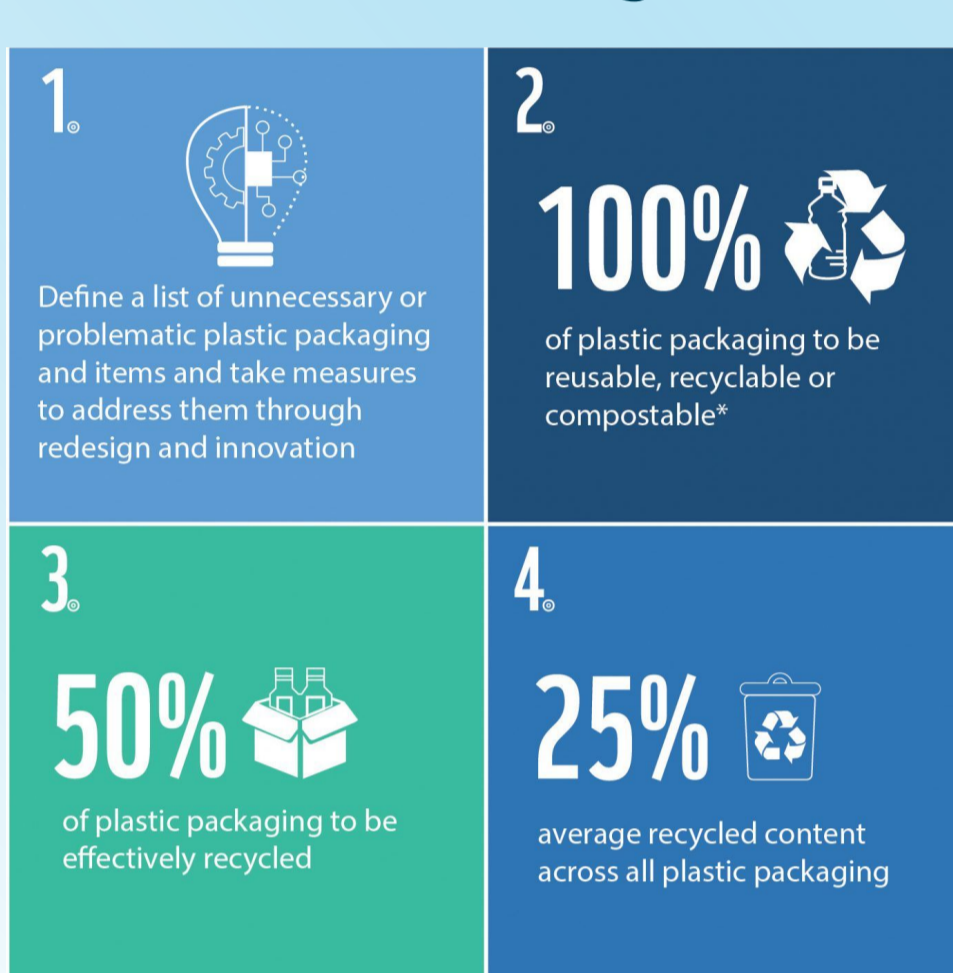 1.
Define a list of unnecessary or
problematic plastic packaging
and items and take measures
to address them through
redesign and innovation
2.
100%
of plastic packaging to be
reusable, recyclable or
compostable*
3.
50%
of plastic packaging to be
effectively recycled
4.
25%
average recycled content
across all plastic packaging